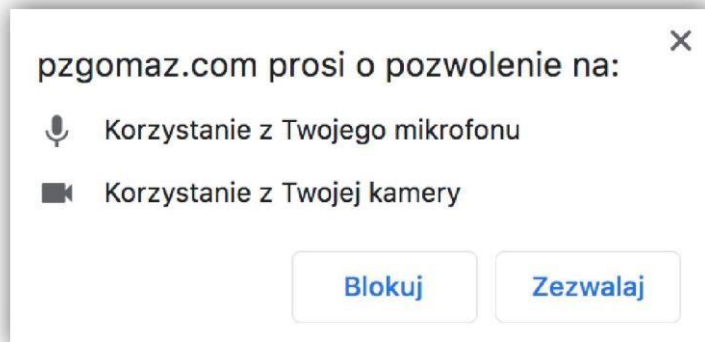 pzgomaz.com prosi o pozwolenie na:
Korzystanie z Twojego mikrofonu
Korzystanie z Twojej kamery
Blokuj Zezwalaj